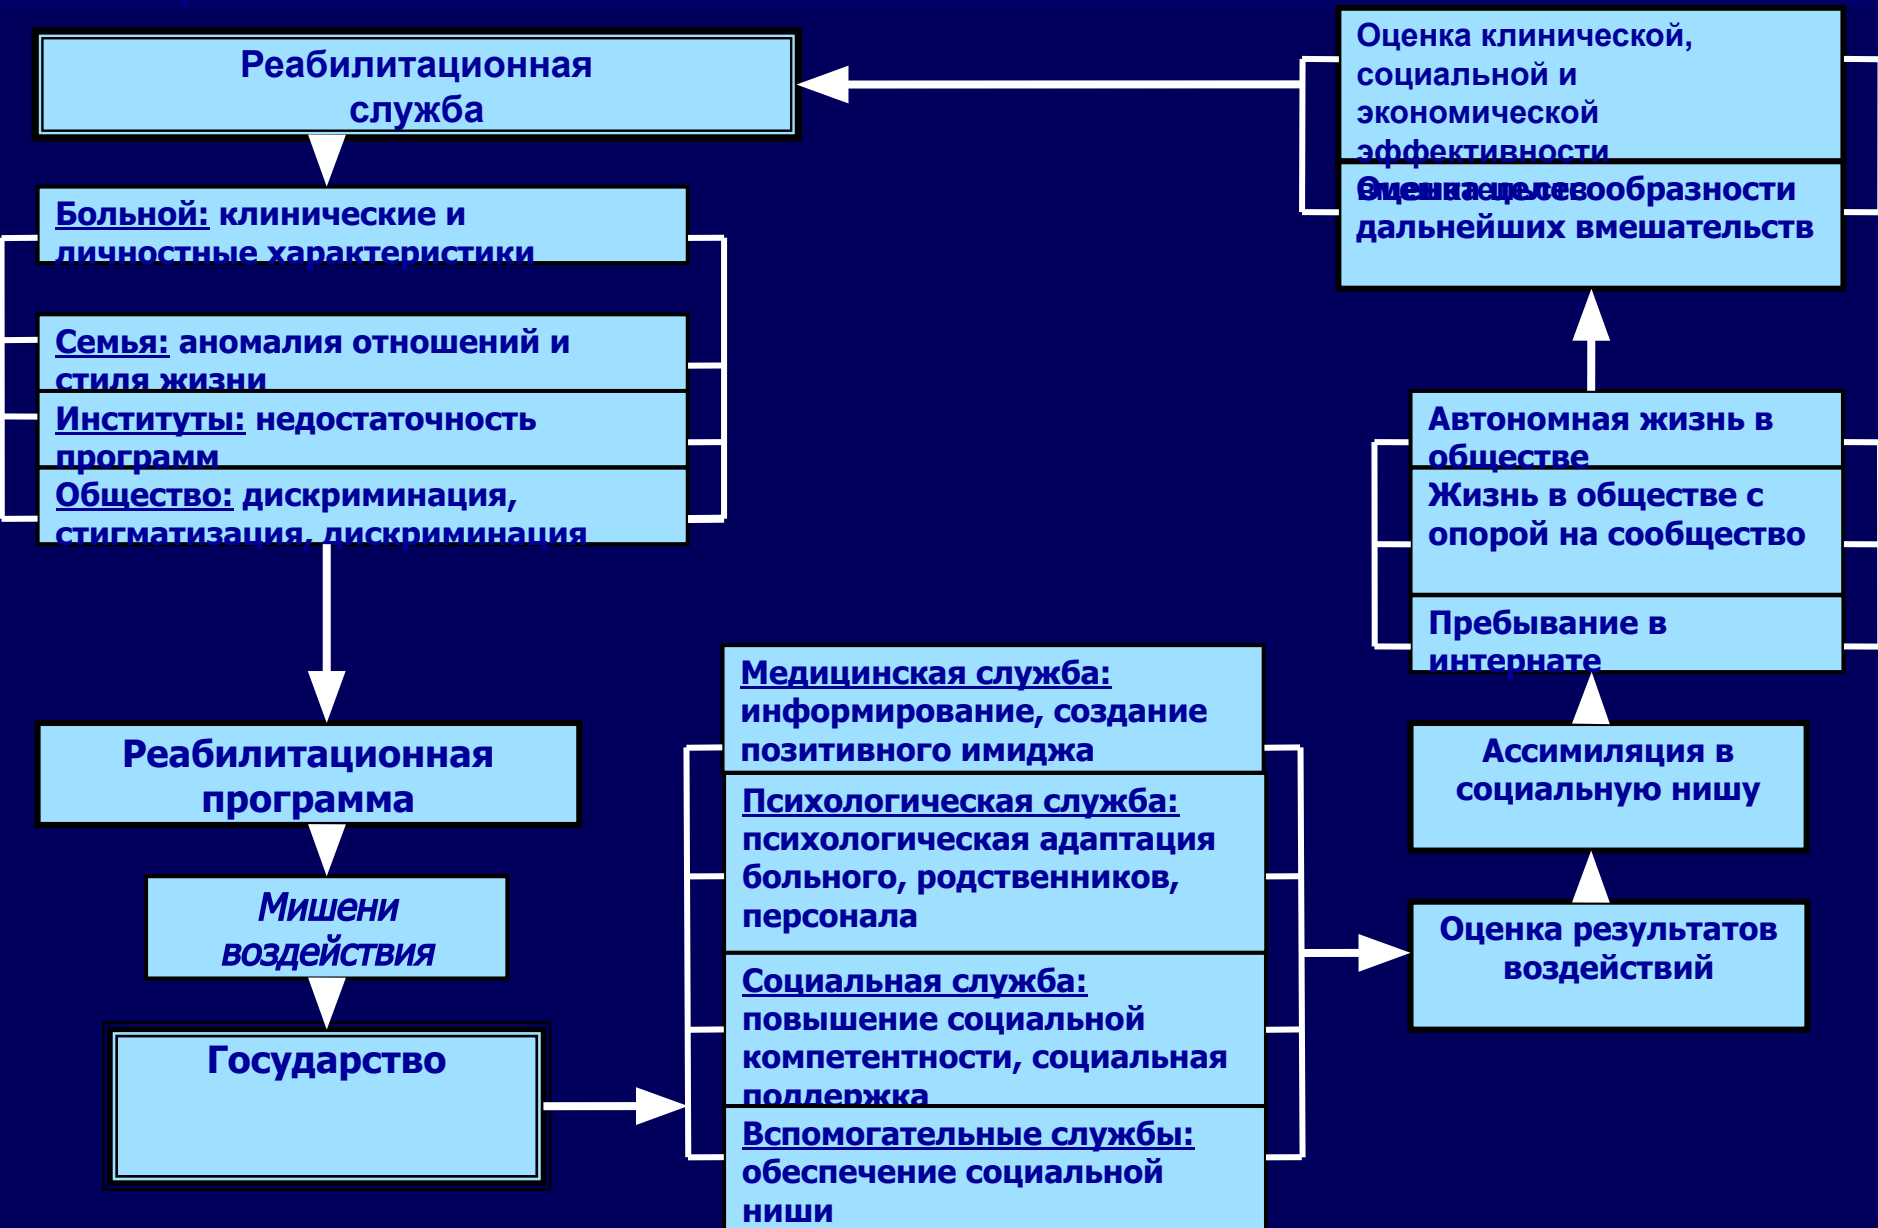 Реабилитационная
служба
Больной: клинические и
личностные характеристики
Семья: аномалия отношений и
стиля жизни
Институты: недостаточность
программ
Общество: дискриминация,
стигматизация, дискриминация
Реабилитационная
программа
Мишени
воздействия
Государство
Медицинская служба:
информирование, создание
позитивного имиджа
Психологическая служба:
психологическая адаптация
больного, родственников,
персонала
Социальная служба:
повышение социальной
компетентности, социальная
поддержка
Вспомогательные службы:
обеспечение социальной
ниши
Оценка результатов
воздействий
Ассимиляция в
социальную нишу
Автономная жизнь в
обществе
Жизнь в обществе с
опорой на сообщество
Пребывание в
интернате
Оценка клинической,
социальной и
экономической
эффективности
вмешательств
Оценка целесообразности
дальнейших вмешательств